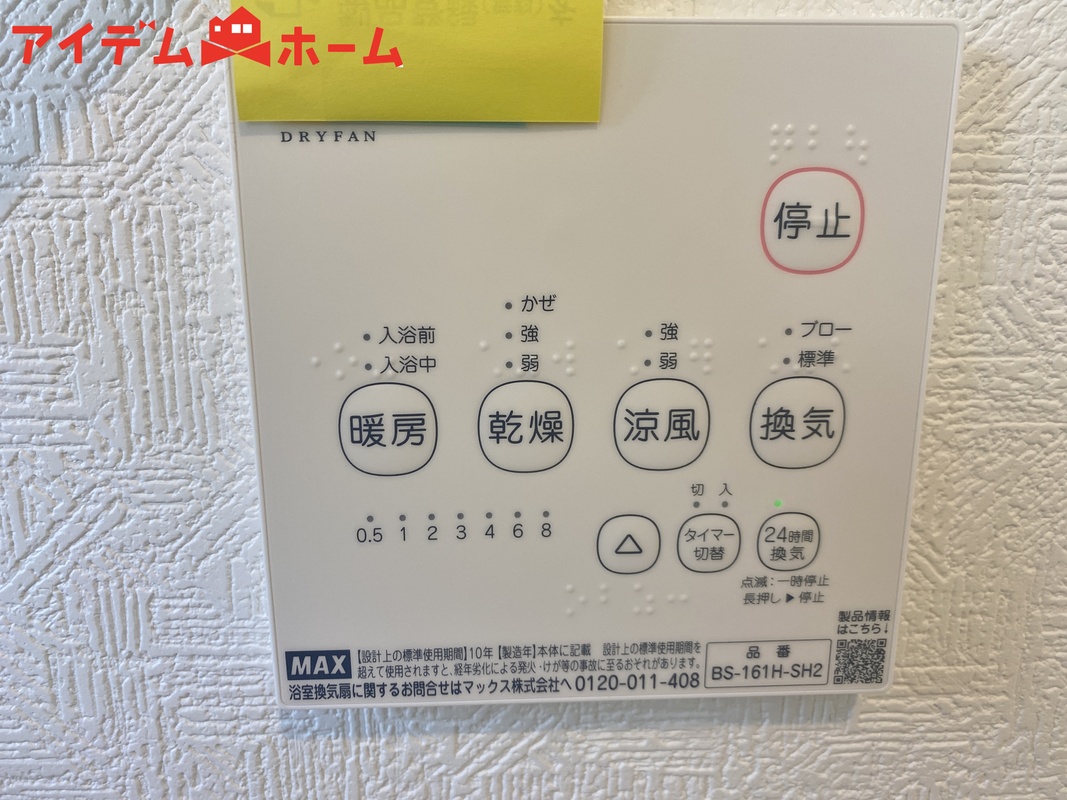 アイデムホーム
DRYFAN
停止
かぜ
入浴前 強 強 ブロー
入浴中 弱 弱 標準
暖房 乾燥 涼風 換気
切 入
0.5 1 2 3 4 6 8
△ タイマー切替 24時間換気
点滅:一時停止
長押し▶停止
製品情報
はこちら↓
MAX
【設計上の標準使用期間】10年【製造年】本体に記載 設計上の標準使用期間を
超えて使用されますと、経年劣化による発火・けが等の事故に至るおそれがあります。
浴室換気扇に関するお問合せはマックス株式会社へ 0120-011-408
品番
BS-161H-SH2